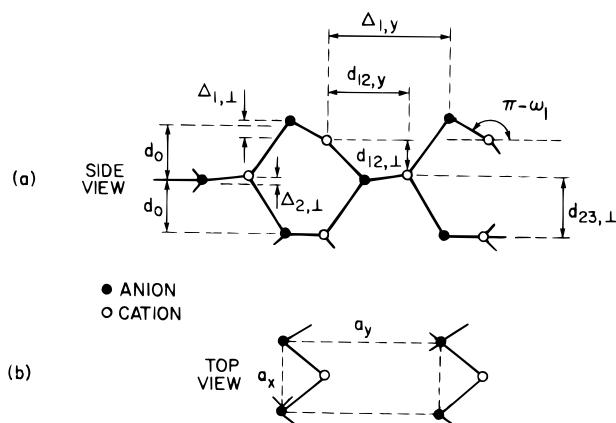 Δ1,y
d12,y
Δ1,⊥
π-ω1
d0
(a)
SIDE
VIEW
d12,⊥
d0
Δ2,⊥
d23,⊥
● ANION
○ CATION
ay
(b)
TOP
VIEW
ax